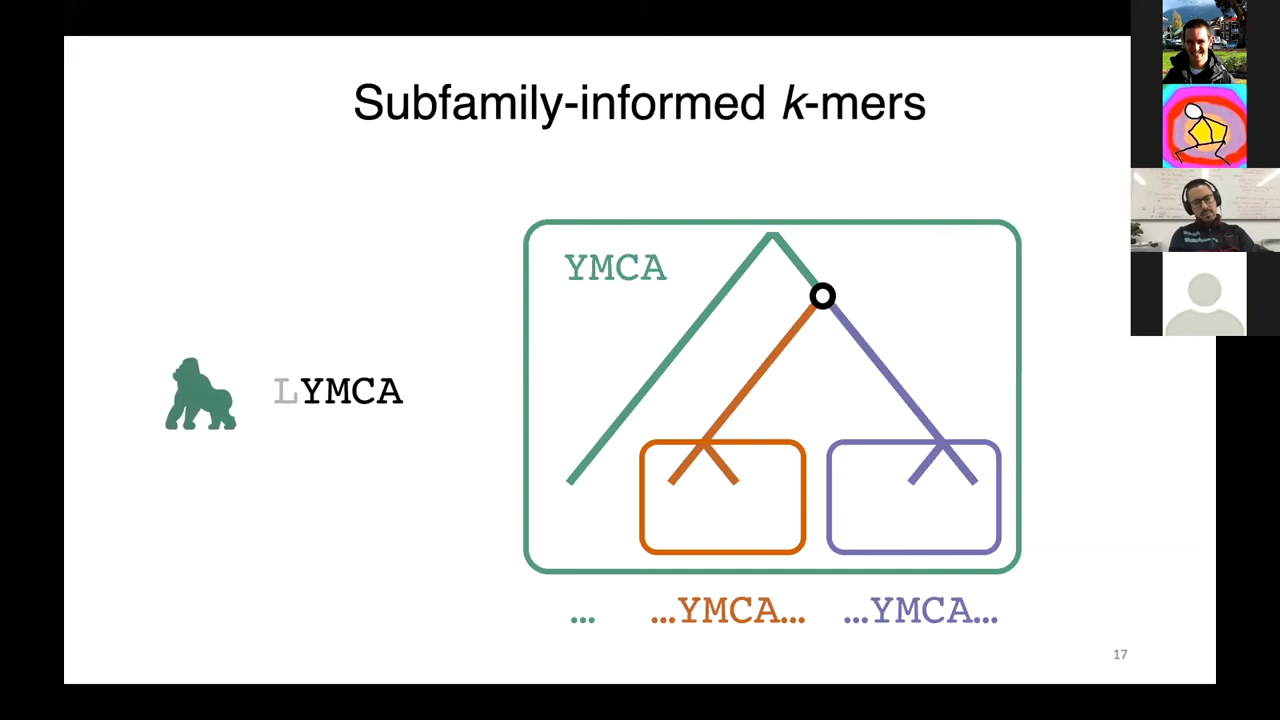 Subfamily-informed k-mers
YMCA
LYMCA
... ...YMCA... ...YMCA...
17